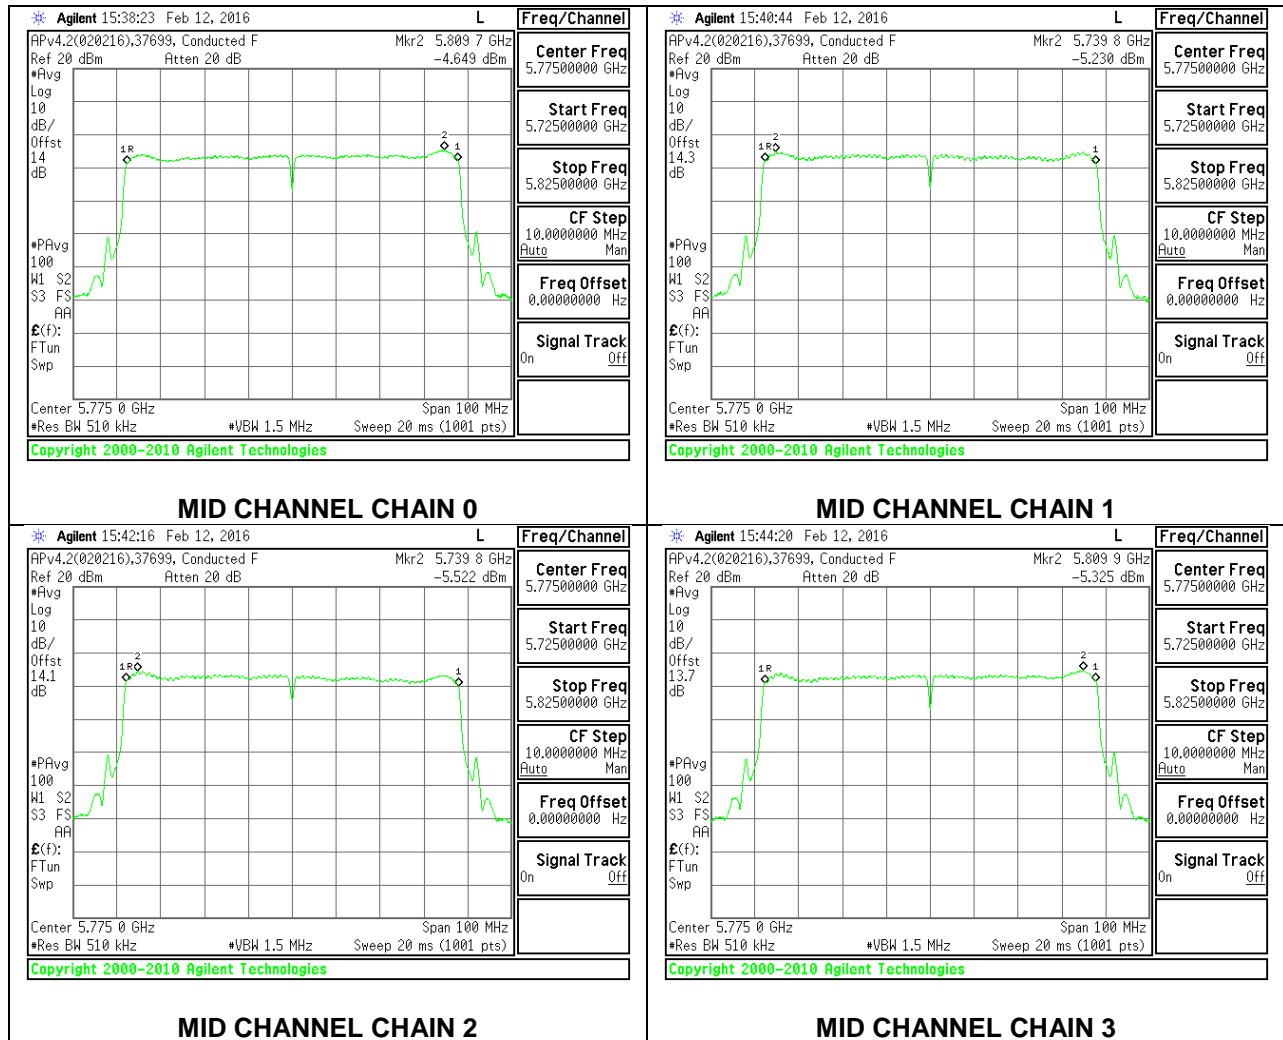 Agilent 15:38:23 Feb 12, 2016 L Freq/Channel
APv4.2(020216),37699, Conducted F Mkr2 5.809 7 GHz
Ref 20 dBm Atten 20 dB -4.649 dBm
#Avg
Log
10
dB/
Offst
14
dB
#PAvg
100
W1 S2
S3 FS
AA
£(f):
FTun
Swp
1R
2
1
Center 5.775 0 GHz Span 100 MHz
#Res BW 510 kHz #VBW 1.5 MHz Sweep 20 ms (1001 pts)
Copyright 2000-2010 Agilent Technologies
Center Freq
5.77500000 GHz
Start Freq
5.72500000 GHz
Stop Freq
5.82500000 GHz
CF Step
10.0000000 MHz
Auto Man
Freq Offset
0.00000000 Hz
Signal Track
On Off
MID CHANNEL CHAIN 0
Agilent 15:40:44 Feb 12, 2016 L Freq/Channel
APv4.2(020216),37699, Conducted F Mkr2 5.739 8 GHz
Ref 20 dBm Atten 20 dB -5.230 dBm
#Avg
Log
10
dB/
Offst
14.3
dB
#PAvg
100
W1 S2
S3 FS
AA
£(f):
FTun
Swp
1R
2
1
Center 5.775 0 GHz Span 100 MHz
#Res BW 510 kHz #VBW 1.5 MHz Sweep 20 ms (1001 pts)
Copyright 2000-2010 Agilent Technologies
Center Freq
5.77500000 GHz
Start Freq
5.72500000 GHz
Stop Freq
5.82500000 GHz
CF Step
10.0000000 MHz
Auto Man
Freq Offset
0.00000000 Hz
Signal Track
On Off
MID CHANNEL CHAIN 1
Agilent 15:42:16 Feb 12, 2016 L Freq/Channel
APv4.2(020216),37699, Conducted F Mkr2 5.739 8 GHz
Ref 20 dBm Atten 20 dB -5.522 dBm
#Avg
Log
10
dB/
Offst
14.1
dB
#PAvg
100
W1 S2
S3 FS
AA
£(f):
FTun
Swp
1R
2
1
Center 5.775 0 GHz Span 100 MHz
#Res BW 510 kHz #VBW 1.5 MHz Sweep 20 ms (1001 pts)
Copyright 2000-2010 Agilent Technologies
Center Freq
5.77500000 GHz
Start Freq
5.72500000 GHz
Stop Freq
5.82500000 GHz
CF Step
10.0000000 MHz
Auto Man
Freq Offset
0.00000000 Hz
Signal Track
On Off
MID CHANNEL CHAIN 2
Agilent 15:44:20 Feb 12, 2016 L Freq/Channel
APv4.2(020216),37699, Conducted F Mkr2 5.809 9 GHz
Ref 20 dBm Atten 20 dB -5.325 dBm
#Avg
Log
10
dB/
Offst
13.7
dB
#PAvg
100
W1 S2
S3 FS
AA
£(f):
FTun
Swp
1R
2
1
Center 5.775 0 GHz Span 100 MHz
#Res BW 510 kHz #VBW 1.5 MHz Sweep 20 ms (1001 pts)
Copyright 2000-2010 Agilent Technologies
Center Freq
5.77500000 GHz
Start Freq
5.72500000 GHz
Stop Freq
5.82500000 GHz
CF Step
10.0000000 MHz
Auto Man
Freq Offset
0.00000000 Hz
Signal Track
On Off
MID CHANNEL CHAIN 3